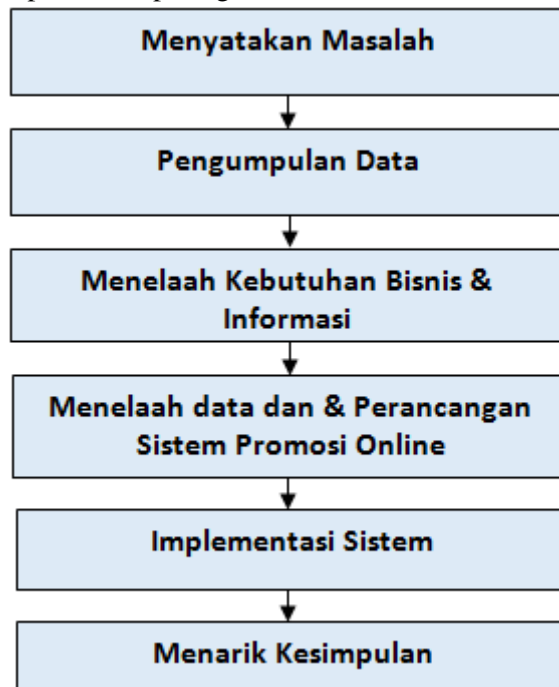 Menyatakan Masalah
Pengumpulan Data
Menelaah Kebutuhan Bisnis &
Informasi
Menelaah data dan & Perancangan
Sistem Promosi Online
Implementasi Sistem
Menarik Kesimpulan